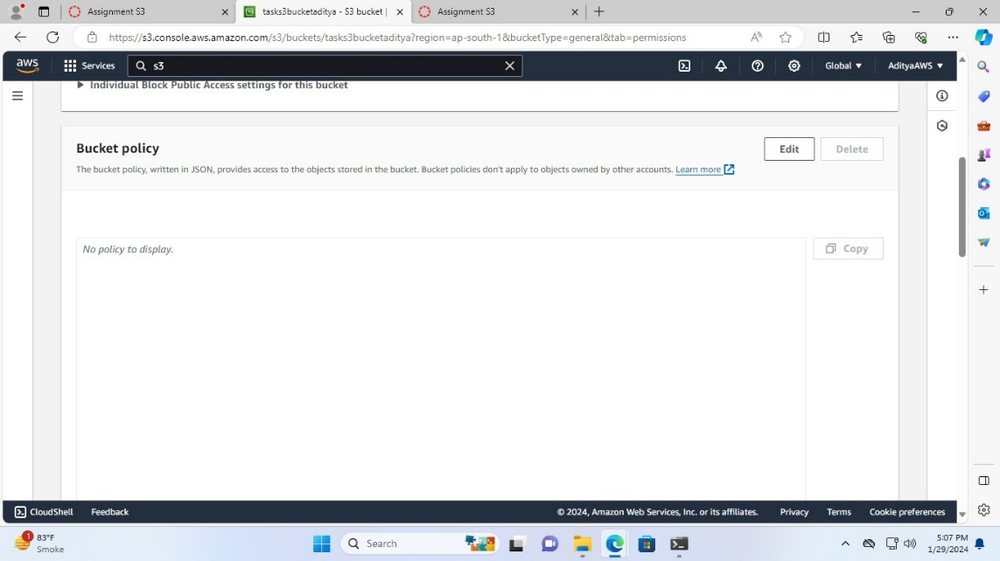 Assignment S3
tasks3bucketaditya - S3 bucket |
Assignment S3
https://s3.console.aws.amazon.com/s3/buckets/tasks3bucketaditya?region=ap-south-1&bucketType=general&tab=permissions
aws
Services
s3
Global
AdityaAWS
Individual Block Public Access settings for this bucket
Bucket policy
Edit
Delete
The bucket policy, written in JSON, provides access to the objects stored in the bucket. Bucket policies don't apply to objects owned by other accounts. Learn more
No policy to display.
Copy
CloudShell
Feedback
© 2024, Amazon Web Services, Inc. or its affiliates.
Privacy
Terms
Cookie preferences
1
83°F
Smoke
Search
5:07 PM
1/29/2024